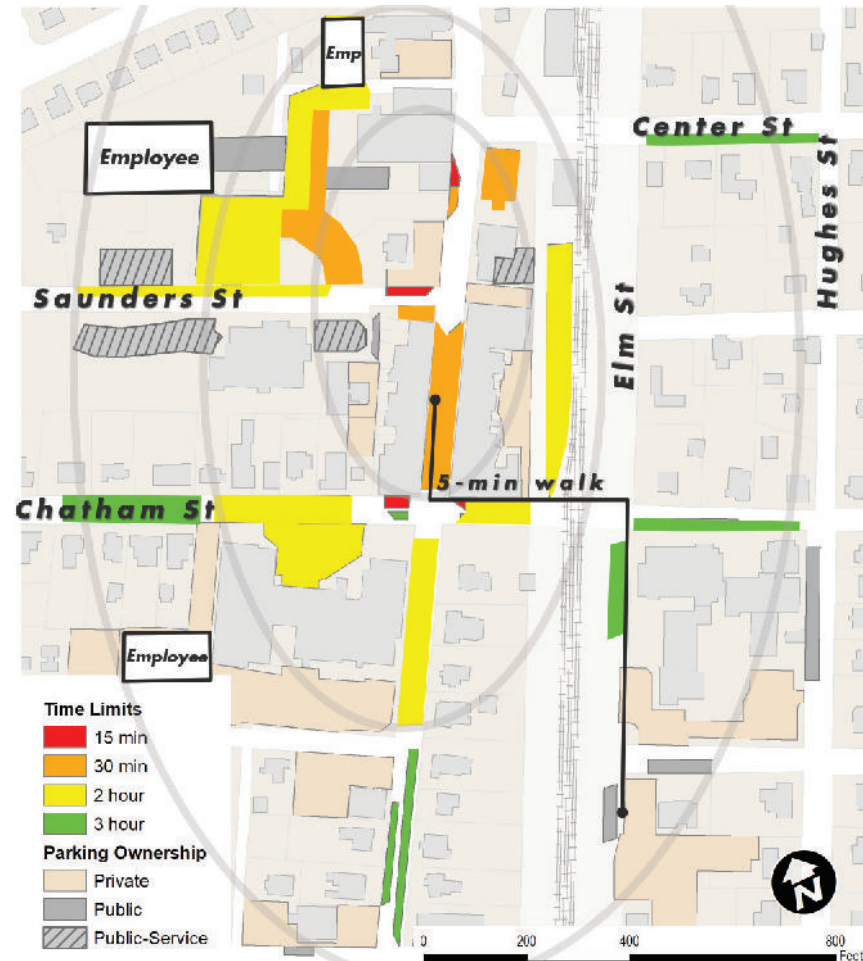 Emp
Center St
Employee
Hughes St
Saunders St
Elm St
5-min walk
Chatham St
Employee
Time Limits
15 min
30 min
2 hour
3 hour
Parking Ownership
Private
Public
Public-Service
N
0 200 400 800
Feet